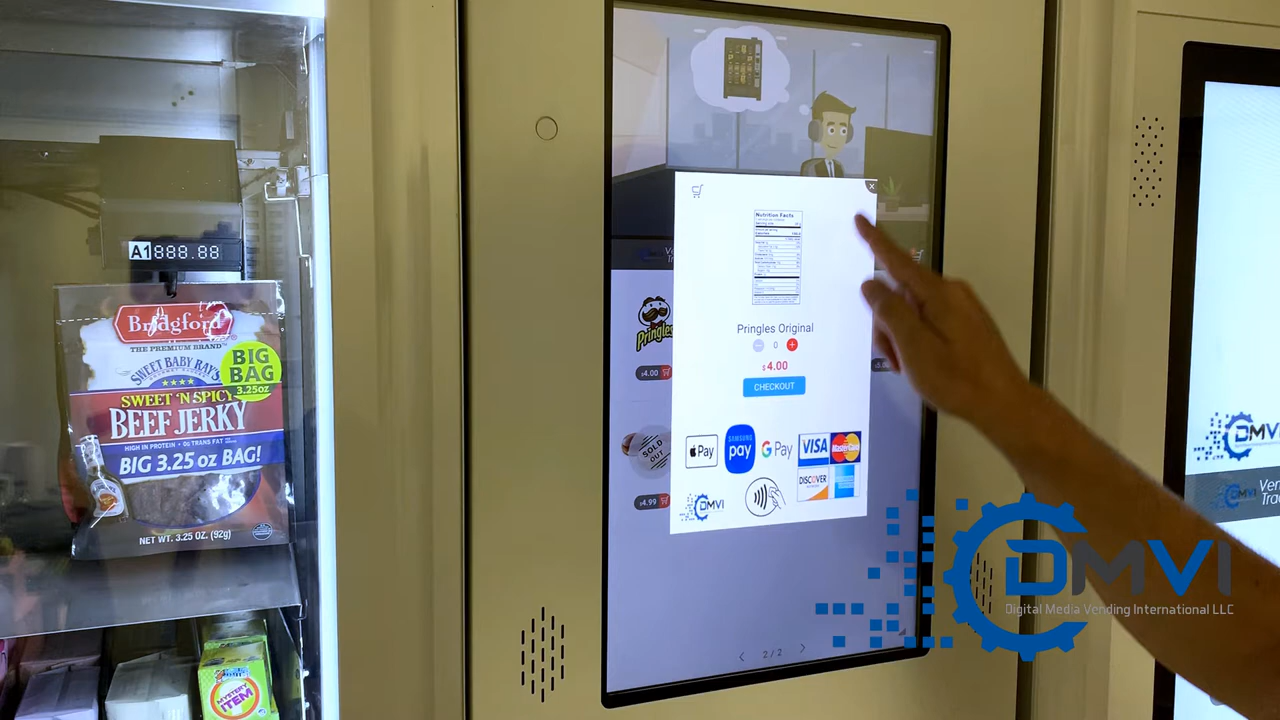 A1 888.88
Bridgford
THE PREMIUM BRAND™
SWEET BABY RAY'S
BIG
BAG
3.25oz
SWEET 'N SPICY
BEEF JERKY
HIGH IN PROTEIN • 0g TRANS FAT
BIG 3.25 oz BAG!
NET WT. 3.25 OZ. (92g)
MYSTERY
ITEM
Nutrition Facts
Pringles
$4.00
SOLD
OUT
$4.99
Pringles Original
0
$4.00
CHECKOUT
Pay
SAMSUNG
pay
G Pay
VISA
MasterCard
DISCOVER
DMVI
2 / 2
DMVI
DMVI
Digital Media Vending International LLC